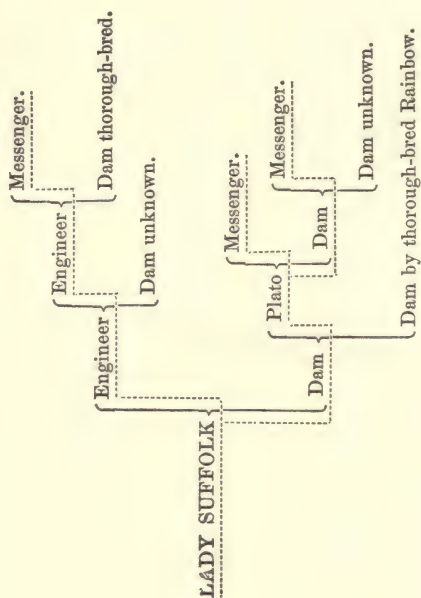 Messenger.
Engineer
Dam thorough-bred.
Engineer
Dam unknown.
LADY SUFFOLK
Messenger.
Plato
Messenger.
Dam
Dam unknown.
Dam
Dam by thorough-bred Rainbow.